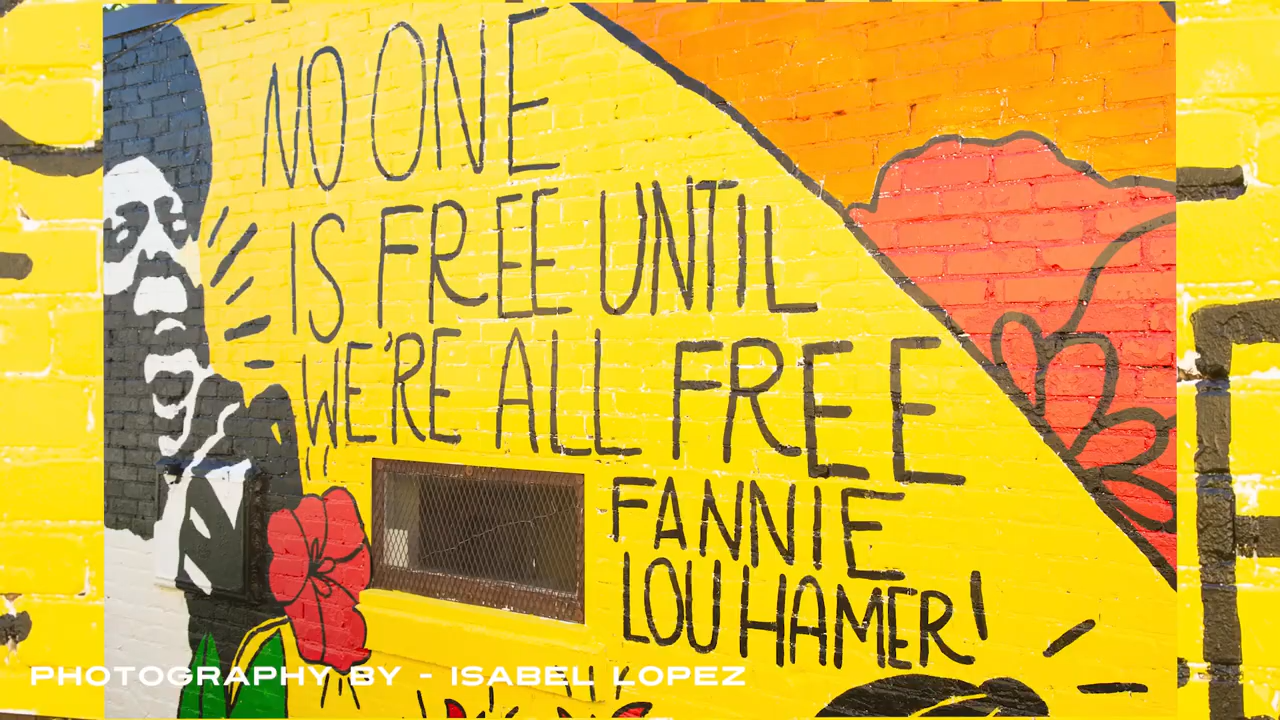 NO ONE
IS FREE UNTIL
WE'RE ALL FREE
FANNIE
LOU HAMER!
PHOTOGRAPHY BY - ISABEL LOPEZ